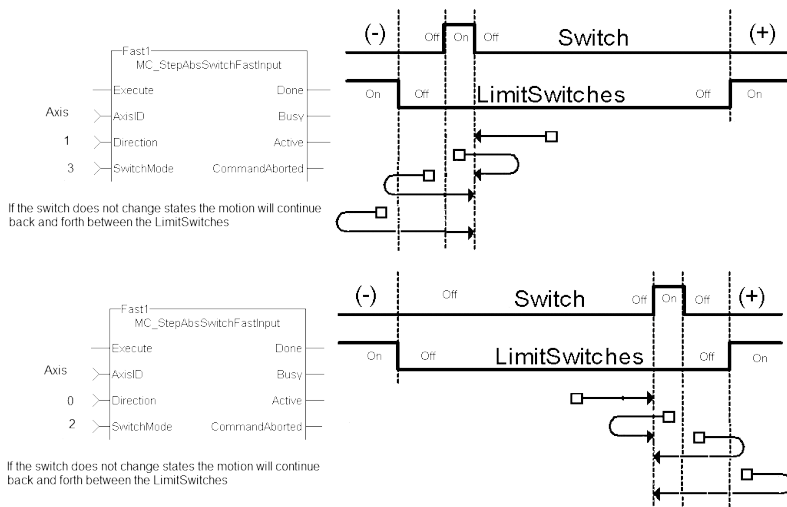 (-) Off On Off Switch (+)
Fast1
MC_StepAbsSwitchFastInput
On Off LimitSwitches Off On
Execute Done
Axis AxisID Busy
1 Direction Active
3 SwitchMode CommandAborted
If the switch does not change states the motion will continue
back and forth between the LimitSwitches
(-) Off Switch Off On Off (+)
Fast1
MC_StepAbsSwitchFastInput
On Off LimitSwitches Off On
Execute Done
Axis AxisID Busy
0 Direction Active
2 SwitchMode CommandAborted
If the switch does not change states the motion will continue
back and forth between the LimitSwitches